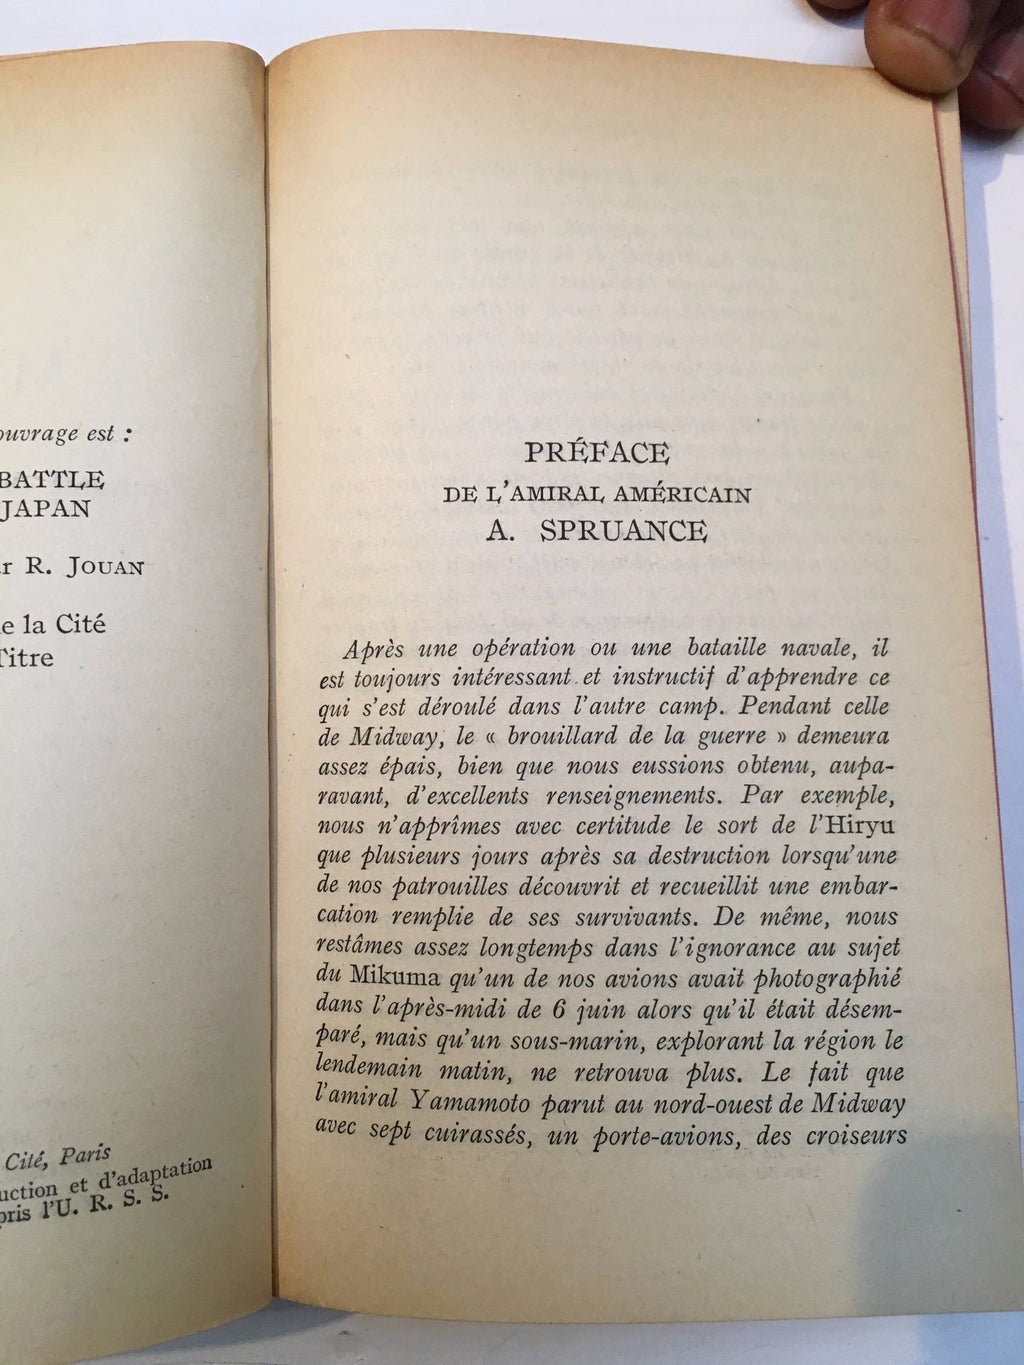 ouvrage est :
BATTLE
JAPAN
R. JOUAN
la Cité
Titre
Cité, Paris
et d'adaptation
l'U. R. S. S.
PRÉFACE
DE L'AMIRAL AMÉRICAIN
A. SPRUANCE
Après une opération ou une bataille navale, il
est toujours intéressant et instructif d'apprendre ce
qui s'est déroulé dans l'autre camp. Pendant celle
de Midway, le « brouillard de la guerre » demeura
assez épais, bien que nous eussions obtenu, aupa-
ravant, d'excellents renseignements. Par exemple,
nous n'apprîmes avec certitude le sort de l'Hiryu
que plusieurs jours après sa destruction lorsqu'une
de nos patrouilles découvrit et recueillit une embar-
cation remplie de ses survivants. De même, nous
restâmes assez longtemps dans l'ignorance au sujet
du Mikuma qu'un de nos avions avait photographié
dans l'après-midi de 6 juin alors qu'il était désem-
paré, mais qu'un sous-marin, explorant la région le
lendemain matin, ne retrouva plus. Le fait que
l'amiral Yamamoto parut au nord-ouest de Midway
avec sept cuirassés, un porte-avions, des croiseurs